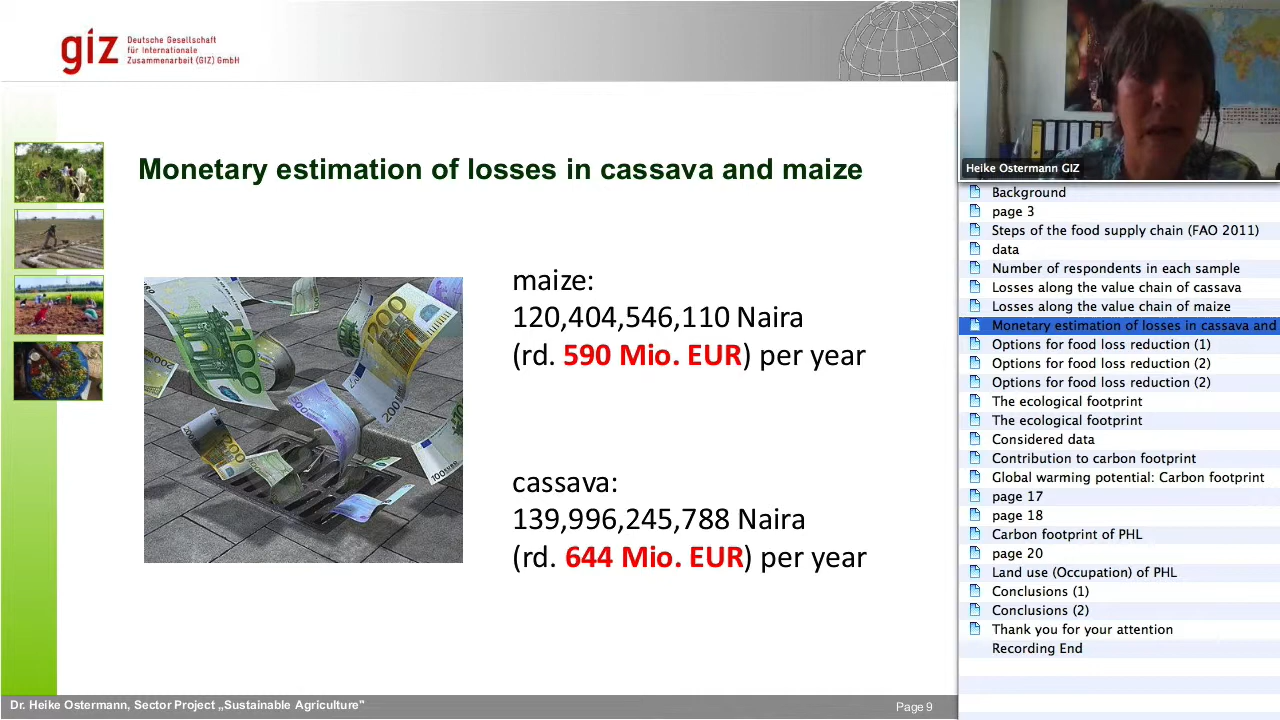 giz
Deutsche Gesellschaft
für Internationale
Zusammenarbeit (GIZ) GmbH
Monetary estimation of losses in cassava and maize
100
200
200
500
200
100 EURO
maize:
120,404,546,110 Naira
(rd. 590 Mio. EUR) per year
cassava:
139,996,245,788 Naira
(rd. 644 Mio. EUR) per year
Dr. Heike Ostermann, Sector Project „Sustainable Agriculture"
Page 9
Heike Ostermann GIZ
Background
page 3
Steps of the food supply chain (FAO 2011)
data
Number of respondents in each sample
Losses along the value chain of cassava
Losses along the value chain of maize
Monetary estimation of losses in cassava and
Options for food loss reduction (1)
Options for food loss reduction (2)
Options for food loss reduction (2)
The ecological footprint
The ecological footprint
Considered data
Contribution to carbon footprint
Global warming potential: Carbon footprint
page 17
page 18
Carbon footprint of PHL
page 20
Land use (Occupation) of PHL
Conclusions (1)
Conclusions (2)
Thank you for your attention
Recording End